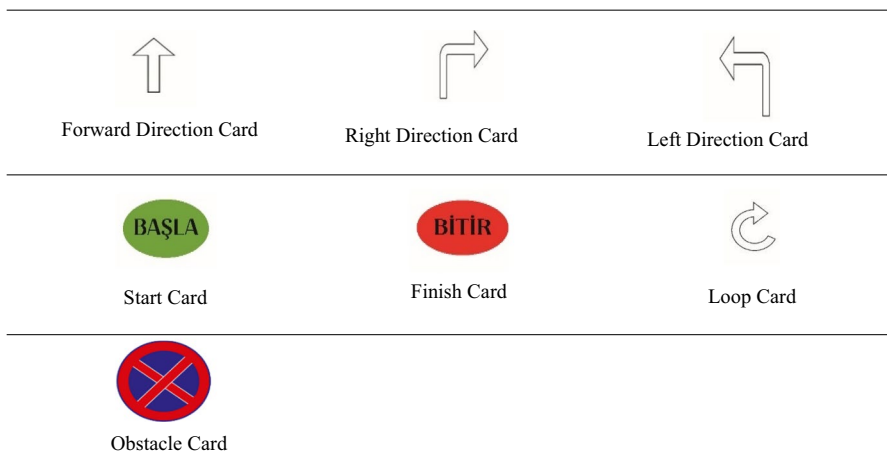 Forward Direction Card
Right Direction Card
Left Direction Card
BAŞLA
BİTİR
Start Card
Finish Card
Loop Card
Obstacle Card